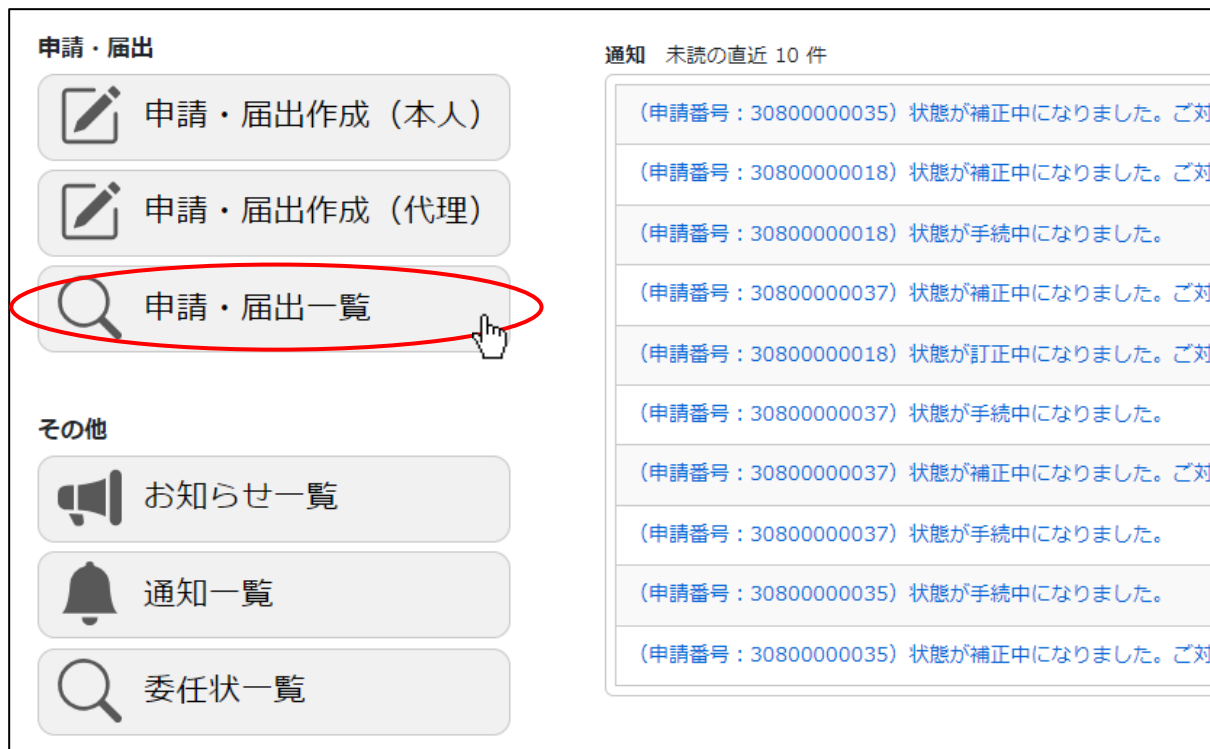 申請・届出
申請・届出作成（本人）
申請・届出作成（代理）
申請・届出一覧
その他
お知らせ一覧
通知一覧
委任状一覧
通知 未読の直近 10 件
（申請番号：30800000035）状態が補正中になりました。ご対
（申請番号：30800000018）状態が補正中になりました。ご対
（申請番号：30800000018）状態が手続中になりました。
（申請番号：30800000037）状態が補正中になりました。ご対
（申請番号：30800000018）状態が訂正中になりました。ご対
（申請番号：30800000037）状態が手続中になりました。
（申請番号：30800000037）状態が補正中になりました。ご対
（申請番号：30800000037）状態が手続中になりました。
（申請番号：30800000035）状態が手続中になりました。
（申請番号：30800000035）状態が補正中になりました。ご対